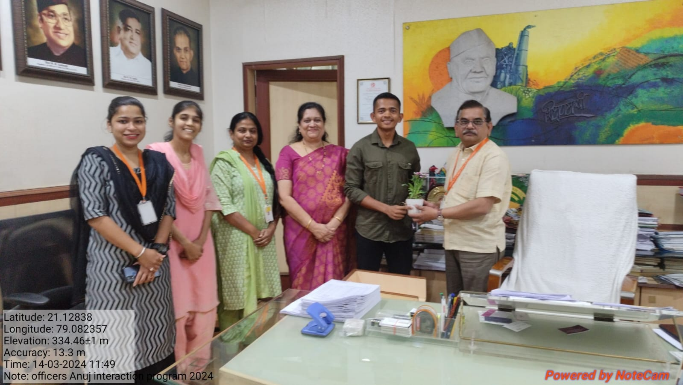 Latitude: 21.12838
Longitude: 79.082357
Elevation: 334.46±1 m
Accuracy: 13.3 m
Time: 14-03-2024 11:49
Note: officers Anuj interaction program 2024
Powered by NoteCam